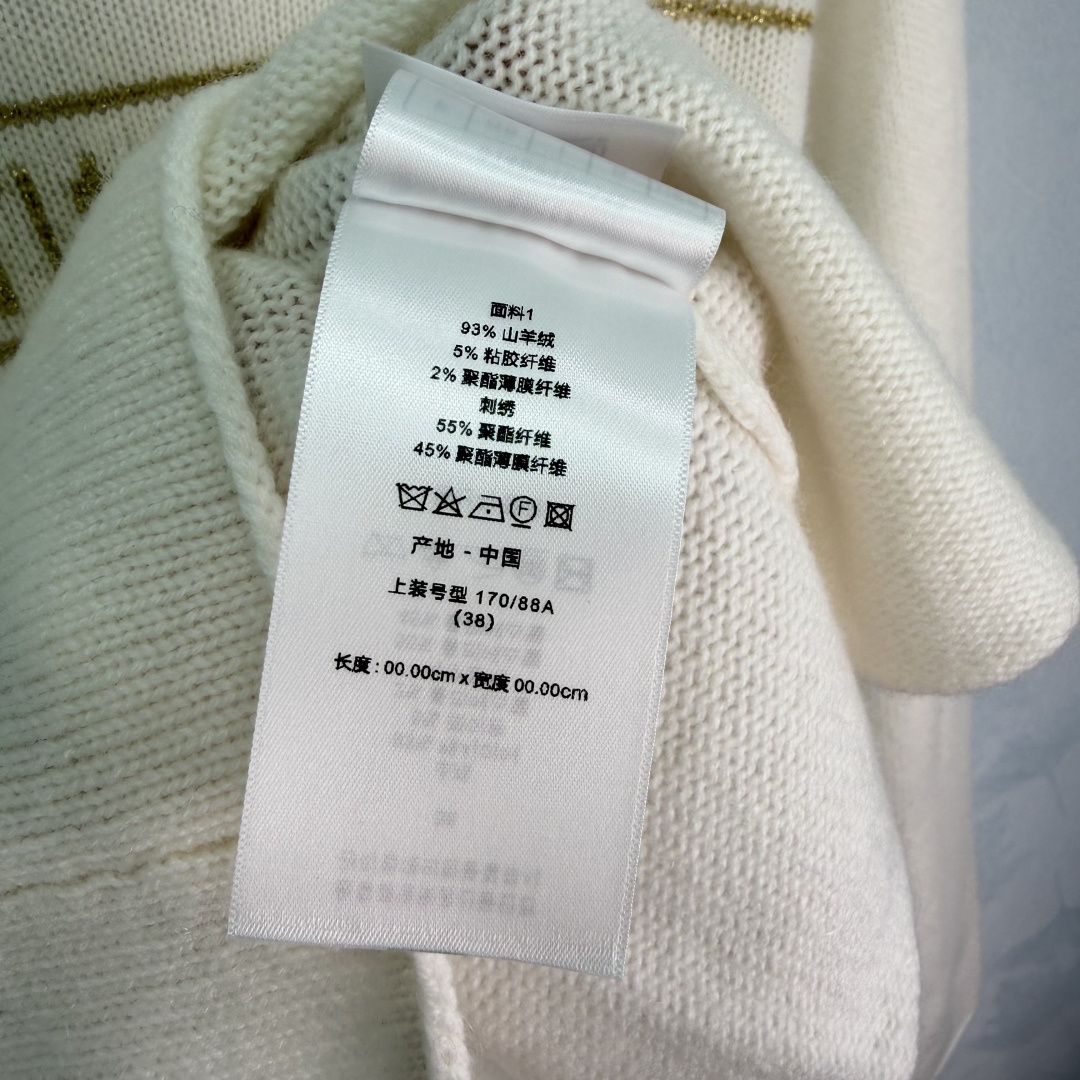 面料1
93% 山羊绒
5% 粘胶纤维
2% 聚酯薄膜纤维
刺绣
55% 聚酯纤维
45% 聚酯薄膜纤维
F
产地 - 中国
上装号型 170/88A
(38)
长度 : 00.00cm x 宽度 00.00cm